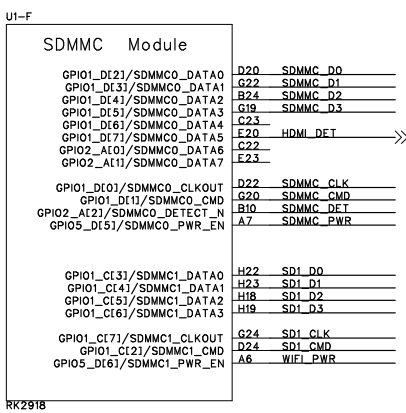 U1-F
SDMMC Module
GPIO1_D[2]/SDMMC0_DATA0 D20 SDMMC_D0
GPIO1_D[3]/SDMMC0_DATA1 G22 SDMMC_D1
GPIO1_D[4]/SDMMC0_DATA2 B24 SDMMC_D2
GPIO1_D[5]/SDMMC0_DATA3 G19 SDMMC_D3
GPIO1_D[6]/SDMMC0_DATA4 C23
GPIO1_D[7]/SDMMC0_DATA5 E20 HDMI_DET
GPIO2_A[0]/SDMMC0_DATA6 C22
GPIO2_A[1]/SDMMC0_DATA7 E23
GPIO1_D[0]/SDMMC0_CLKOUT D22 SDMMC_CLK
GPIO1_D[1]/SDMMC0_CMD G20 SDMMC_CMD
GPIO2_A[2]/SDMMC0_DETECT_N B10 SDMMC_DET
GPIO5_D[5]/SDMMC0_PWR_EN A7 SDMMC_PWR
GPIO1_C[3]/SDMMC1_DATA0 H22 SD1_D0
GPIO1_C[4]/SDMMC1_DATA1 H23 SD1_D1
GPIO1_C[5]/SDMMC1_DATA2 H18 SD1_D2
GPIO1_C[6]/SDMMC1_DATA3 H19 SD1_D3
GPIO1_C[7]/SDMMC1_CLKOUT G24 SD1_CLK
GPIO1_C[2]/SDMMC1_CMD D24 SD1_CMD
GPIO5_D[6]/SDMMC1_PWR_EN A6 WIFI_PWR
RK2918